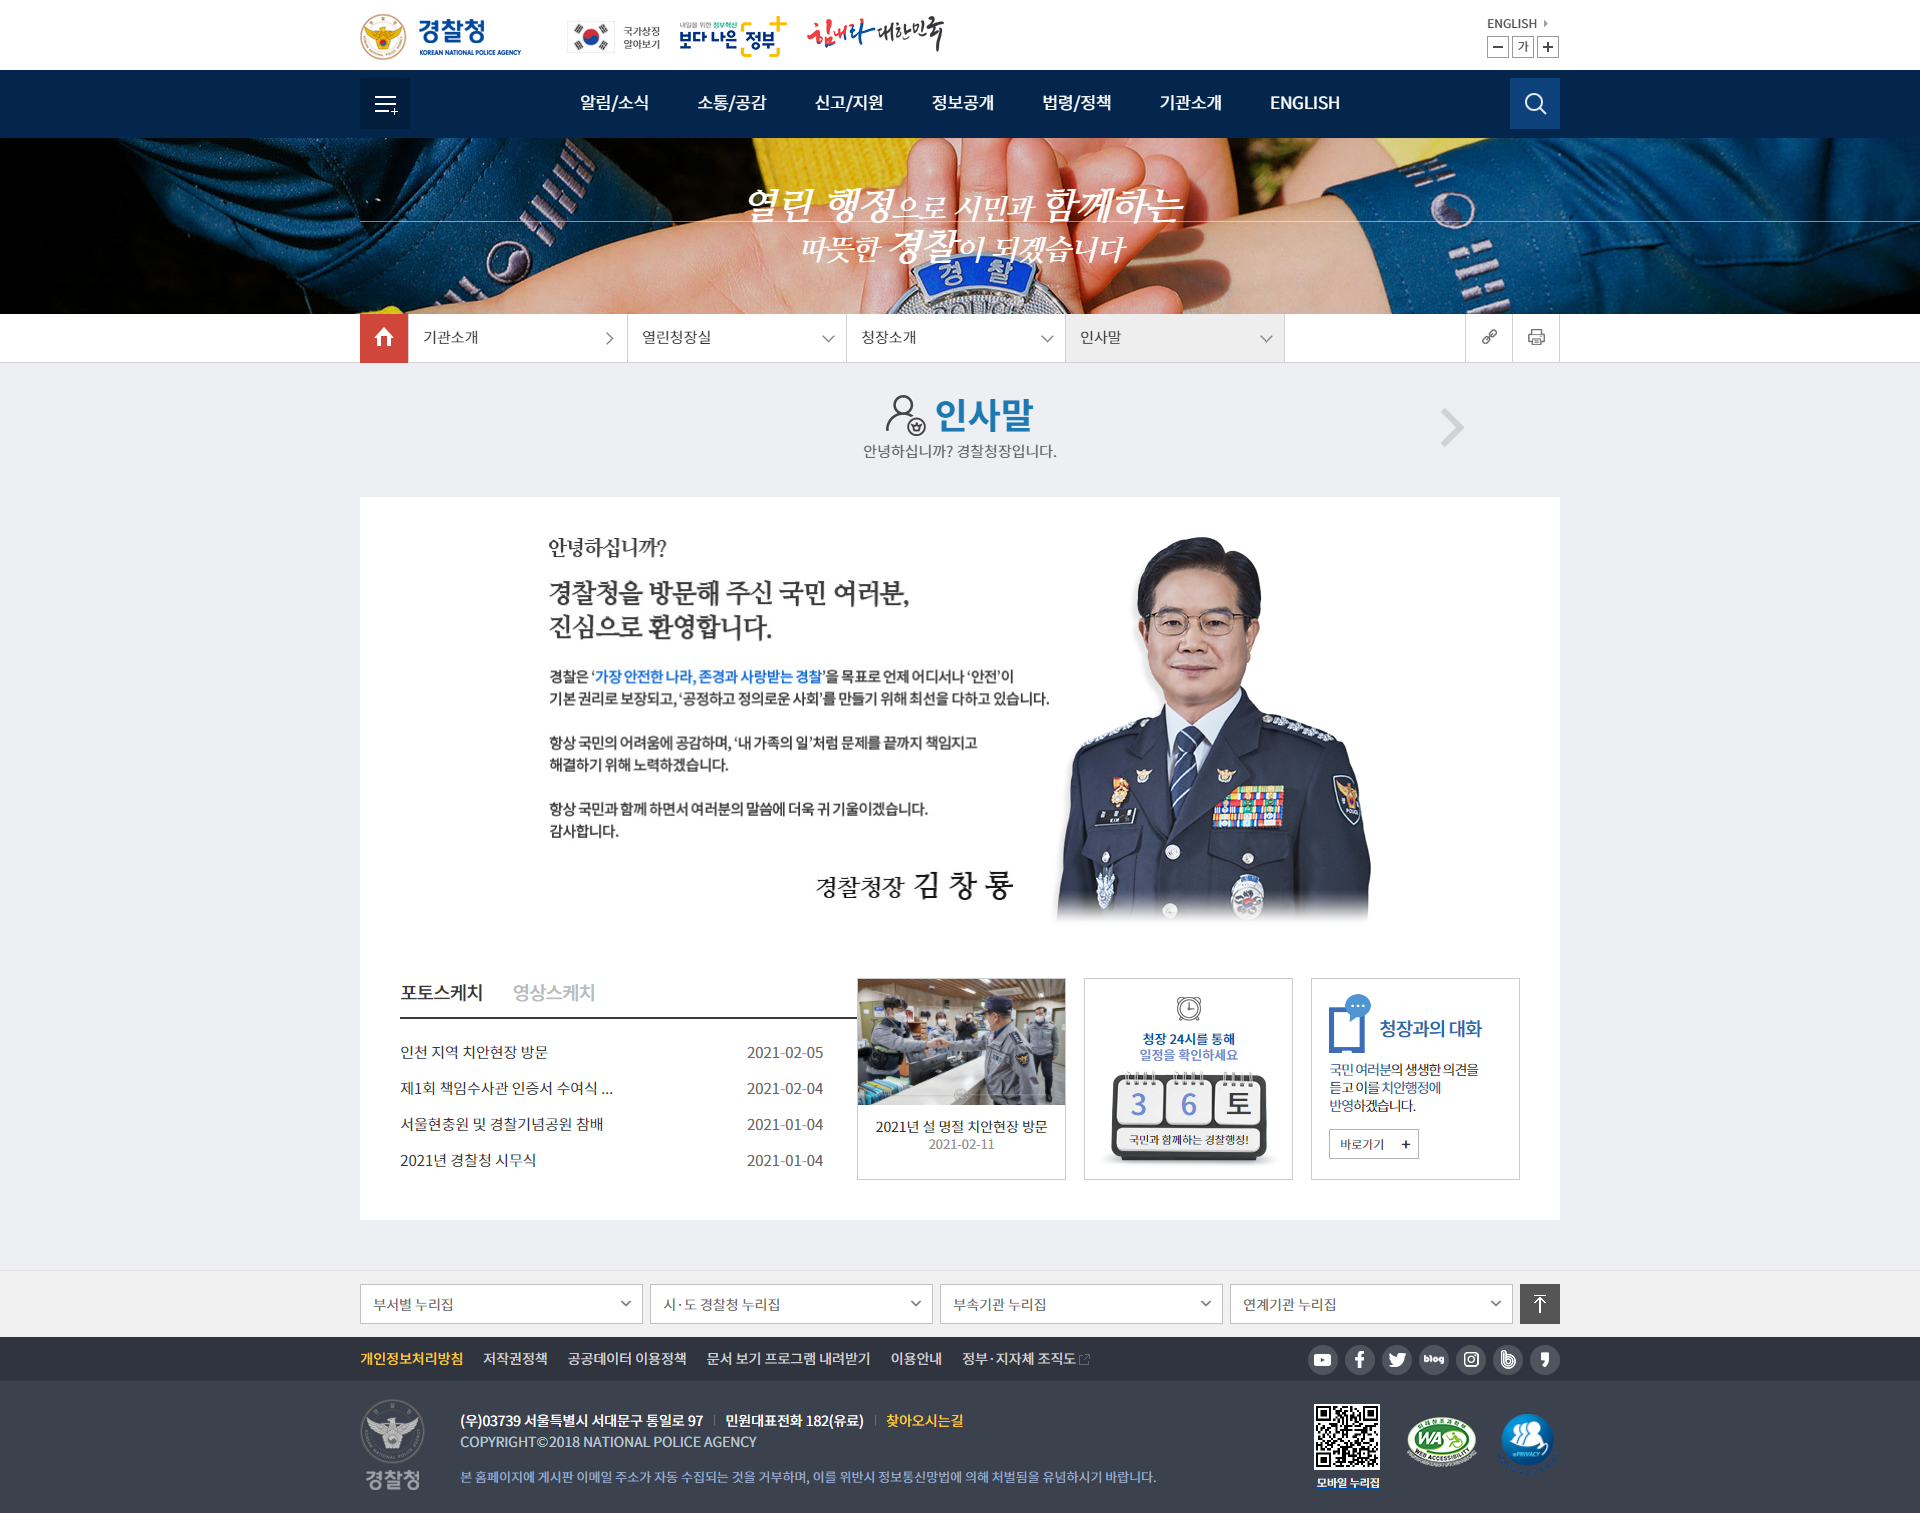 경찰청
KOREAN NATIONAL POLICE AGENCY
국가상징
알아보기
내일을 위한 정부혁신
보다 나은 정부
힘내라 대한민국
ENGLISH
가
알림/소식
소통/공감
신고/지원
정보공개
법령/정책
기관소개
ENGLISH
열린 행정으로 시민과 함께하는
따뜻한 경찰이 되겠습니다
경찰
기관소개
열린청장실
청장소개
인사말
인사말
안녕하십니까? 경찰청장입니다.
안녕하십니까?
경찰청을 방문해 주신 국민 여러분,
진심으로 환영합니다.
경찰은 ‘가장 안전한 나라, 존경과 사랑받는 경찰’을 목표로 언제 어디서나 ‘안전’이
기본 권리로 보장되고, ‘공정하고 정의로운 사회’를 만들기 위해 최선을 다하고 있습니다.
항상 국민의 어려움에 공감하며, ‘내 가족의 일’처럼 문제를 끝까지 책임지고
해결하기 위해 노력하겠습니다.
항상 국민과 함께 하면서 여러분의 말씀에 더욱 귀 기울이겠습니다.
감사합니다.
경찰청장 김창룡
포토스케치
영상스케치
인천 지역 치안현장 방문 2021-02-05
제1회 책임수사관 인증서 수여식 ... 2021-02-04
서울현충원 및 경찰기념공원 참배 2021-01-04
2021년 경찰청 시무식 2021-01-04
2021년 설 명절 치안현장 방문
2021-02-11
청장 24시를 통해
일정을 확인하세요
3 6 토
국민과 함께하는 경찰행정!
청장과의 대화
국민 여러분의 생생한 의견을
듣고 이를 치안행정에
반영하겠습니다.
바로가기 +
부서별 누리집
시·도 경찰청 누리집
부속기관 누리집
연계기관 누리집
개인정보처리방침
저작권정책
공공데이터 이용정책
문서 보기 프로그램 내려받기
이용안내
정부·지자체 조직도
blog
경찰청
(우)03739 서울특별시 서대문구 통일로 97
민원대표전화 182(유료)
찾아오시는길
COPYRIGHT©2018 NATIONAL POLICE AGENCY
본 홈페이지에 게시판 이메일 주소가 자동 수집되는 것을 거부하며, 이를 위반시 정보통신망법에 의해 처벌됨을 유념하시기 바랍니다.
모바일 누리집
WA
WEB ACCESSIBILITY
ePRIVACY